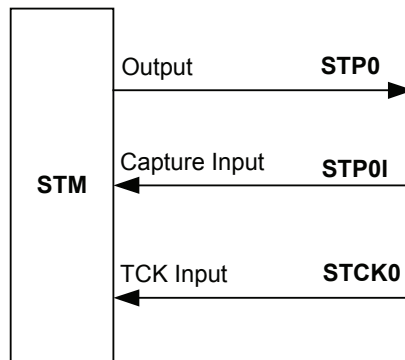 Output STP0
Capture Input STP0I
STM
TCK Input STCK0